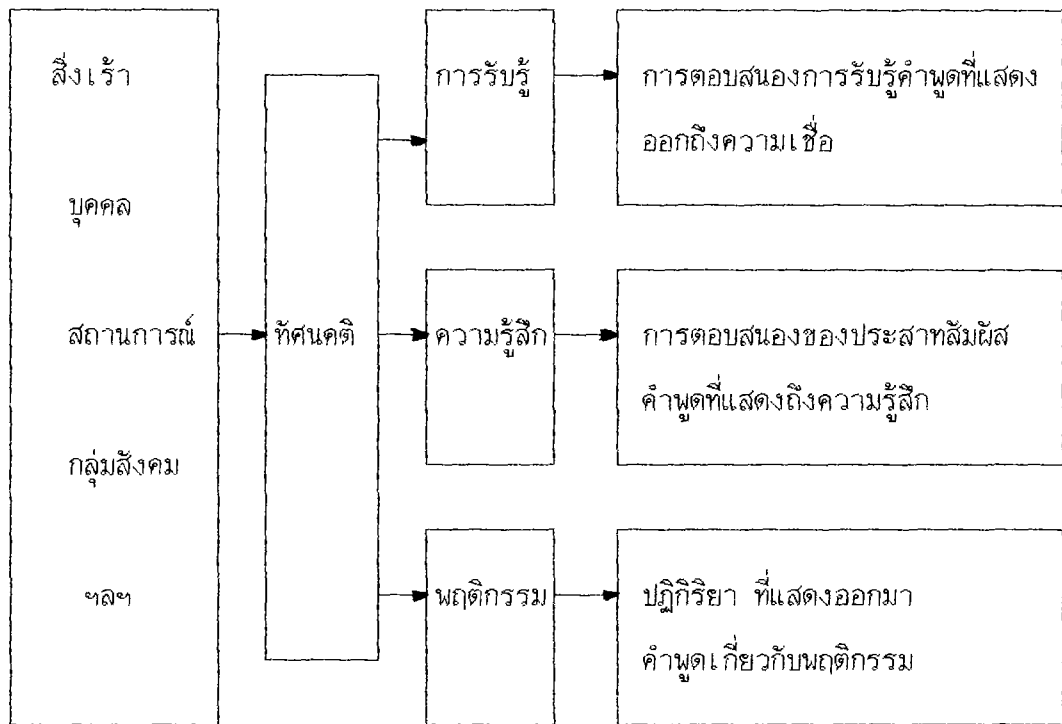 สิ่งเร้า
บุคคล
สถานการณ์
กลุ่มสังคม
ฯลฯ
ทัศนคติ
การรับรู้
การตอบสนองการรับรู้คำพูดที่แสดง
ออกถึงความเชื่อ
ความรู้สึก
การตอบสนองของประสาทสัมผัส
คำพูดที่แสดงถึงความรู้สึก
พฤติกรรม
ปฏิกิริยา ที่แสดงออกมา
คำพูดเกี่ยวกับพฤติกรรม